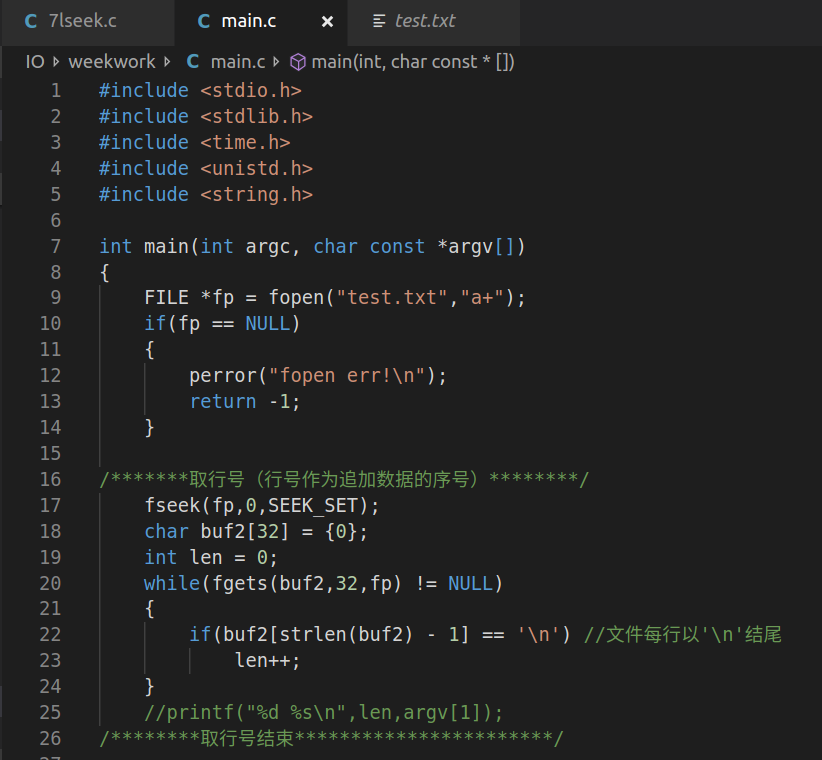 C 7lseek.c C main.c × test.txt
IO weekwork C main.c main(int, char const * [])
1 #include <stdio.h>
2 #include <stdlib.h>
3 #include <time.h>
4 #include <unistd.h>
5 #include <string.h>
6
7 int main(int argc, char const *argv[])
8 {
9     FILE *fp = fopen("test.txt","a+");
10     if(fp == NULL)
11     {
12         perror("fopen err!\n");
13         return -1;
14     }
15
16 /*******取行号（行号作为追加数据的序号）********/
17     fseek(fp,0,SEEK_SET);
18     char buf2[32] = {0};
19     int len = 0;
20     while(fgets(buf2,32,fp) != NULL)
21     {
22         if(buf2[strlen(buf2) - 1] == '\n') //文件每行以'\n'结尾
23             len++;
24     }
25     //printf("%d %s\n",len,argv[1]);
26 /********取行号结束***********************/